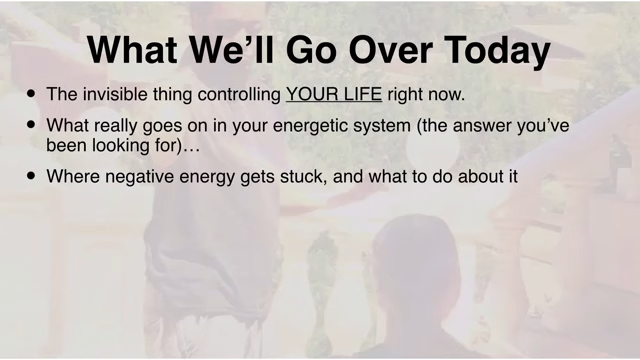 What We’ll Go Over Today
• The invisible thing controlling YOUR LIFE right now.
• What really goes on in your energetic system (the answer you’ve
been looking for)…
• Where negative energy gets stuck, and what to do about it